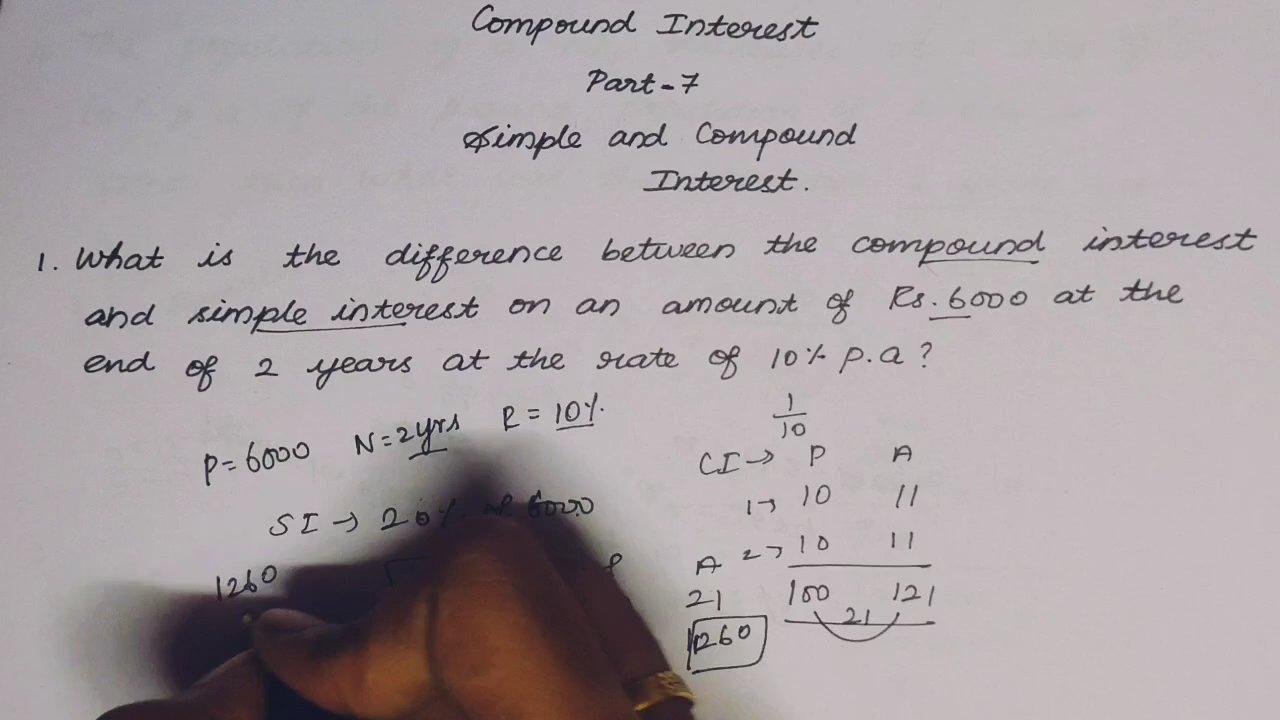 Compound Interest
Part-7
Simple and Compound
Interest.
1. What is the difference between the compound interest
and simple interest on an amount of Rs. 6000 at the
end of 2 years at the rate of 10% p.a?
P=6000 N=2yrs R=10%
SI → 20% of 6000
1260
1/10
CI → P A
1→ 10 11
2→ 10 11
100 121
21
A
21
1260